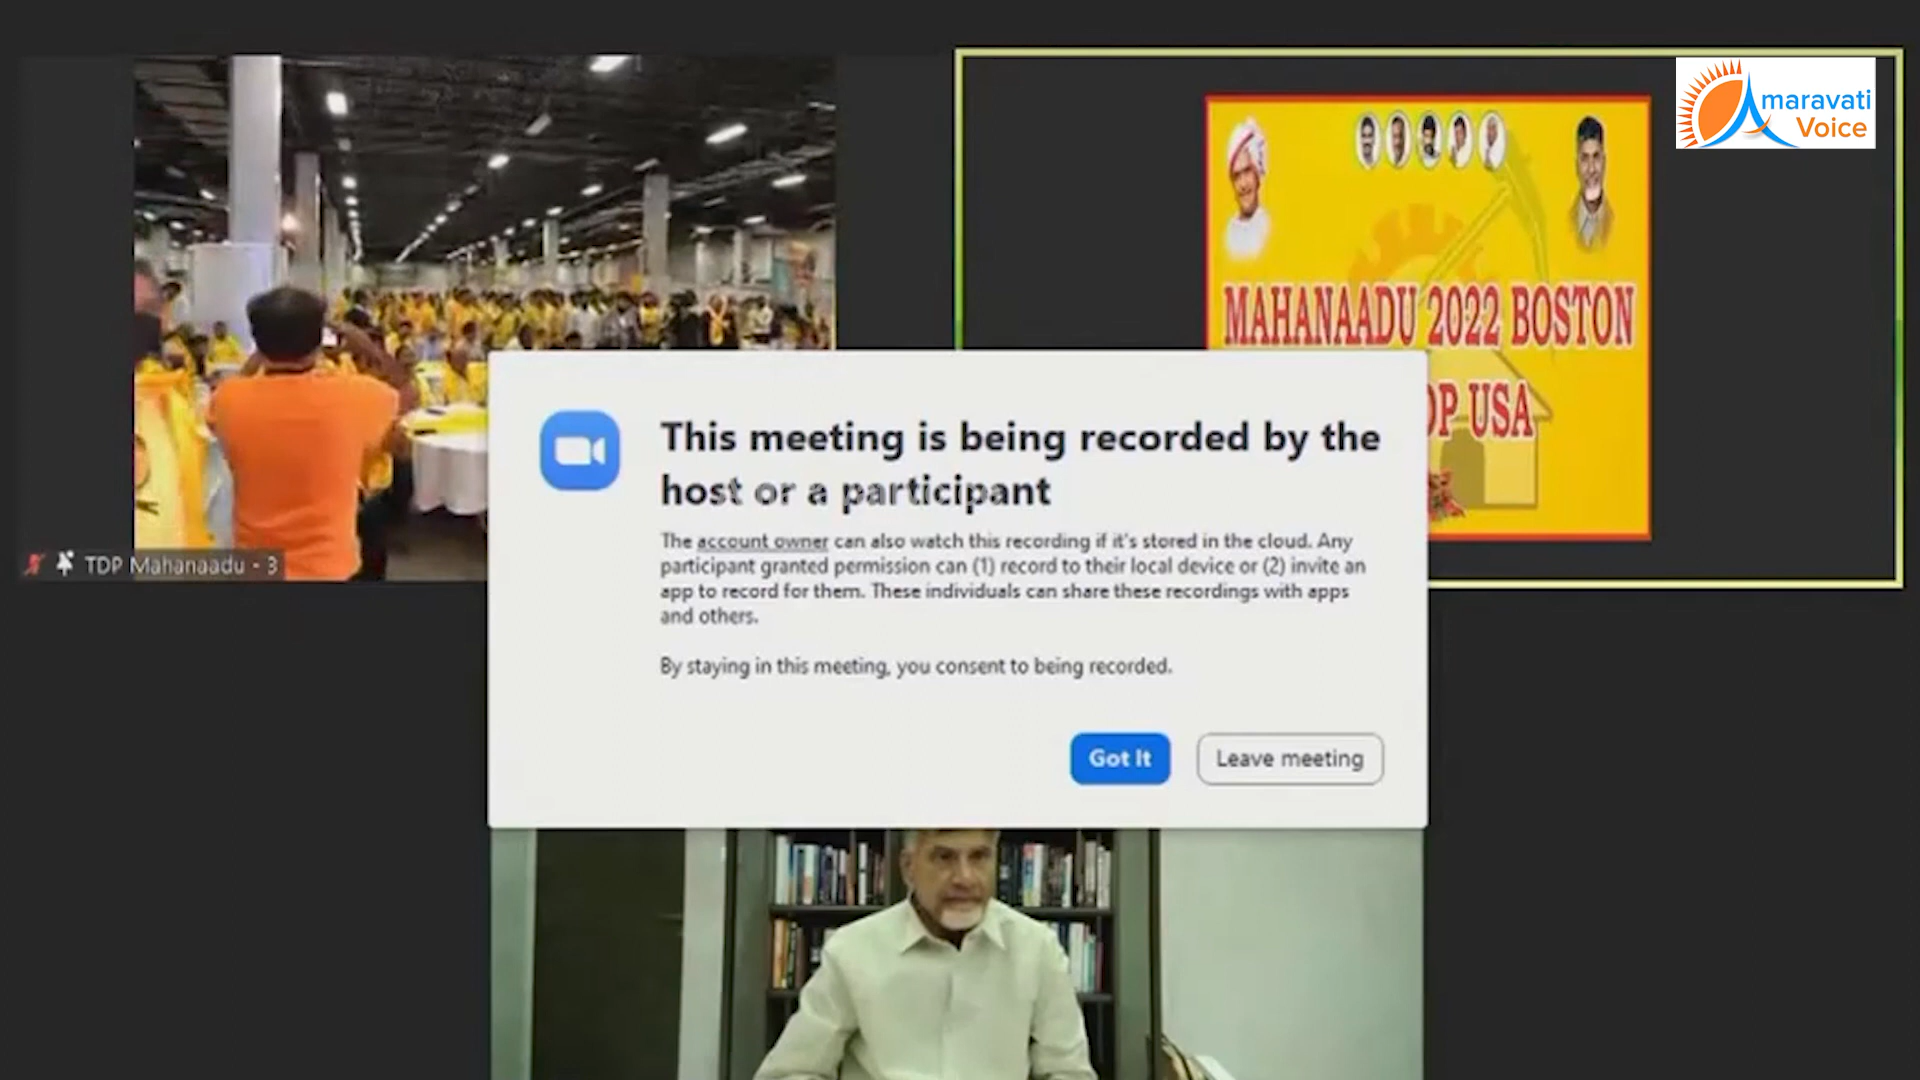 maravati
Voice
MAHANAADU 2022 BOSTON
USA
This meeting is being recorded by the
host or a participant
The account owner can also watch this recording if it's stored in the cloud. Any
participant granted permission can (1) record to their local device or (2) invite an
app to record for them. These individuals can share these recordings with apps
and others.
By staying in this meeting, you consent to being recorded.
Got It
Leave meeting
TDP Mahanaadu - 3